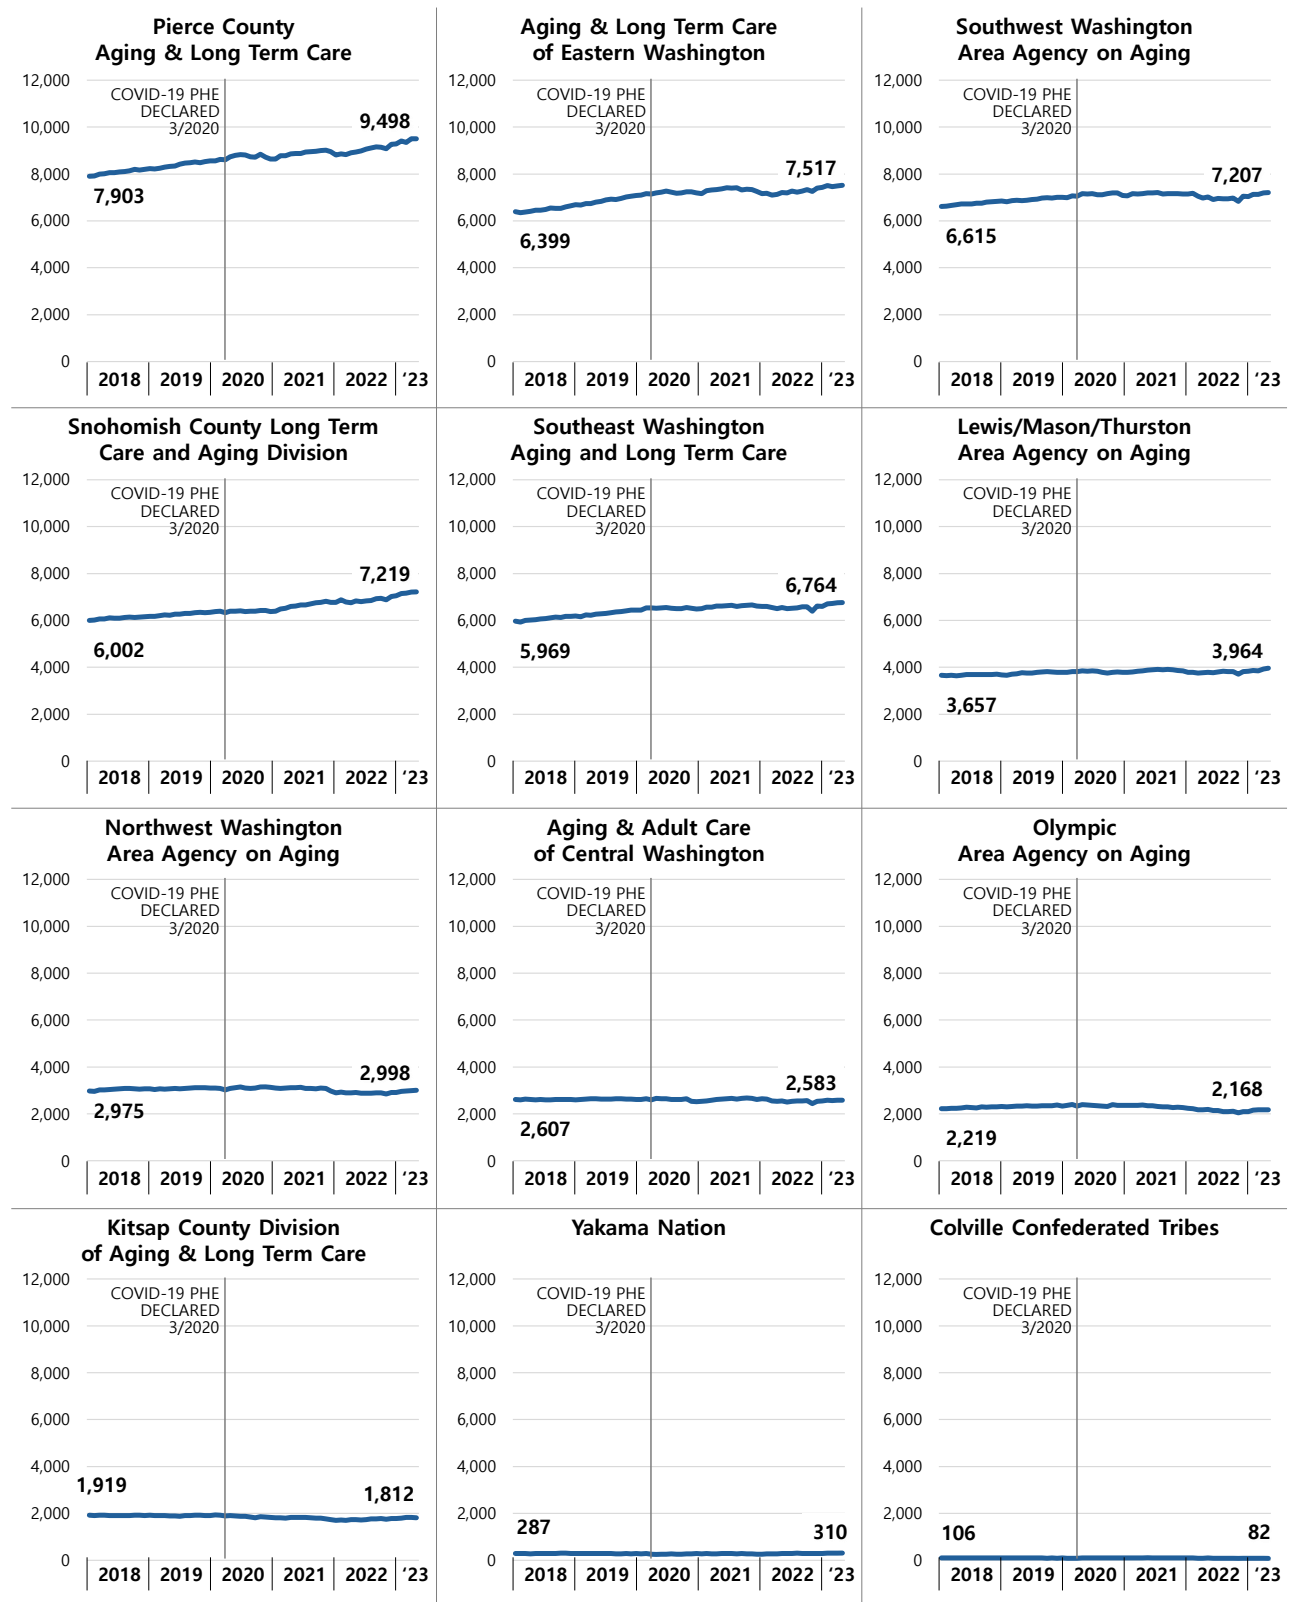 Pierce County
Aging & Long Term Care
12,000
10,000
8,000
6,000
4,000
2,000
0
COVID-19 PHE
DECLARED
3/2020
9,498
7,903
2018 2019 2020 2021 2022 '23
Aging & Long Term Care
of Eastern Washington
12,000
10,000
8,000
6,000
4,000
2,000
0
COVID-19 PHE
DECLARED
3/2020
7,517
6,399
2018 2019 2020 2021 2022 '23
Southwest Washington
Area Agency on Aging
12,000
10,000
8,000
6,000
4,000
2,000
0
COVID-19 PHE
DECLARED
3/2020
7,207
6,615
2018 2019 2020 2021 2022 '23
Snohomish County Long Term
Care and Aging Division
12,000
10,000
8,000
6,000
4,000
2,000
0
COVID-19 PHE
DECLARED
3/2020
7,219
6,002
2018 2019 2020 2021 2022 '23
Southeast Washington
Aging and Long Term Care
12,000
10,000
8,000
6,000
4,000
2,000
0
COVID-19 PHE
DECLARED
3/2020
6,764
5,969
2018 2019 2020 2021 2022 '23
Lewis/Mason/Thurston
Area Agency on Aging
12,000
10,000
8,000
6,000
4,000
2,000
0
COVID-19 PHE
DECLARED
3/2020
3,964
3,657
2018 2019 2020 2021 2022 '23
Northwest Washington
Area Agency on Aging
12,000
10,000
8,000
6,000
4,000
2,000
0
COVID-19 PHE
DECLARED
3/2020
2,998
2,975
2018 2019 2020 2021 2022 '23
Aging & Adult Care
of Central Washington
12,000
10,000
8,000
6,000
4,000
2,000
0
COVID-19 PHE
DECLARED
3/2020
2,583
2,607
2018 2019 2020 2021 2022 '23
Olympic
Area Agency on Aging
12,000
10,000
8,000
6,000
4,000
2,000
0
COVID-19 PHE
DECLARED
3/2020
2,168
2,219
2018 2019 2020 2021 2022 '23
Kitsap County Division
of Aging & Long Term Care
12,000
10,000
8,000
6,000
4,000
2,000
0
COVID-19 PHE
DECLARED
3/2020
1,919
1,812
2018 2019 2020 2021 2022 '23
Yakama Nation
12,000
10,000
8,000
6,000
4,000
2,000
0
COVID-19 PHE
DECLARED
3/2020
287
310
2018 2019 2020 2021 2022 '23
Colville Confederated Tribes
12,000
10,000
8,000
6,000
4,000
2,000
0
COVID-19 PHE
DECLARED
3/2020
106
82
2018 2019 2020 2021 2022 '23